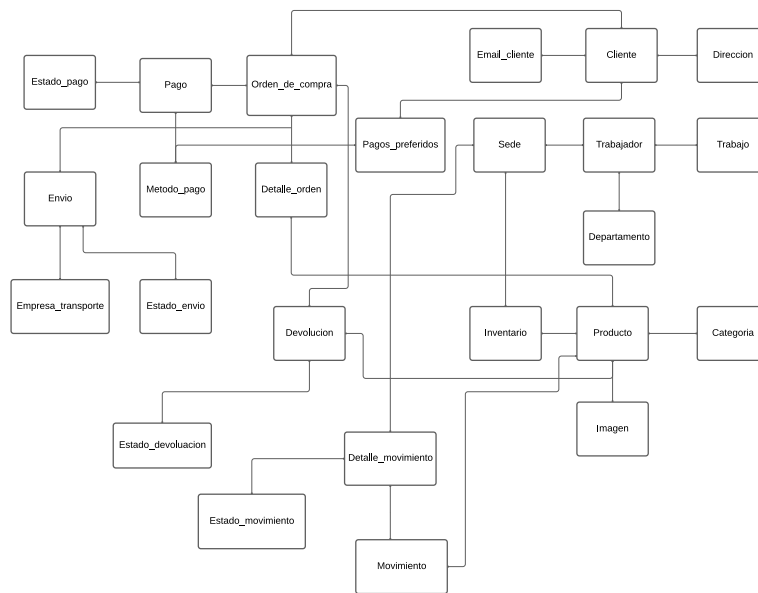 Email_cliente
Cliente
Direccion
Estado_pago
Pago
Orden_de_compra
Pagos_preferidos
Sede
Trabajador
Trabajo
Envio
Metodo_pago
Detalle_orden
Departamento
Empresa_transporte
Estado_envio
Devolucion
Inventario
Producto
Categoria
Imagen
Estado_devoluacion
Detalle_movimiento
Estado_movimiento
Movimiento